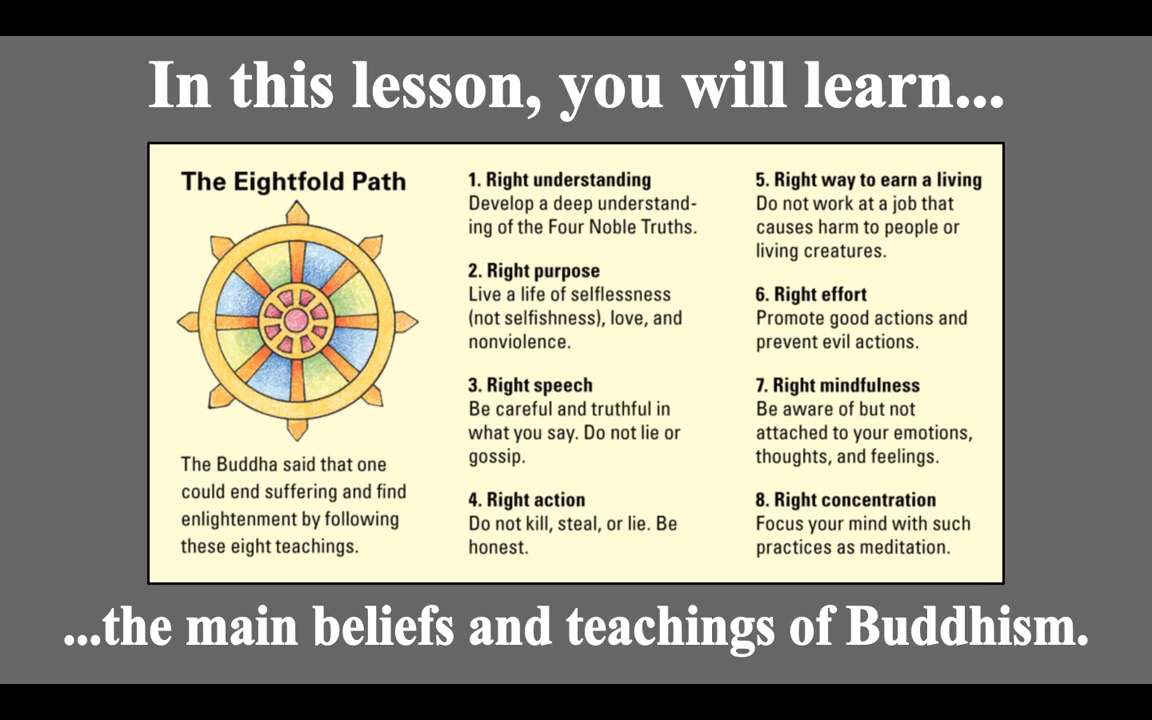 In this lesson, you will learn...
The Eightfold Path
The Buddha said that one
could end suffering and find
enlightenment by following
these eight teachings.
1. Right understanding
Develop a deep understand-
ing of the Four Noble Truths.
2. Right purpose
Live a life of selflessness
(not selfishness), love, and
nonviolence.
3. Right speech
Be careful and truthful in
what you say. Do not lie or
gossip.
4. Right action
Do not kill, steal, or lie. Be
honest.
5. Right way to earn a living
Do not work at a job that
causes harm to people or
living creatures.
6. Right effort
Promote good actions and
prevent evil actions.
7. Right mindfulness
Be aware of but not
attached to your emotions,
thoughts, and feelings.
8. Right concentration
Focus your mind with such
practices as meditation.
...the main beliefs and teachings of Buddhism.